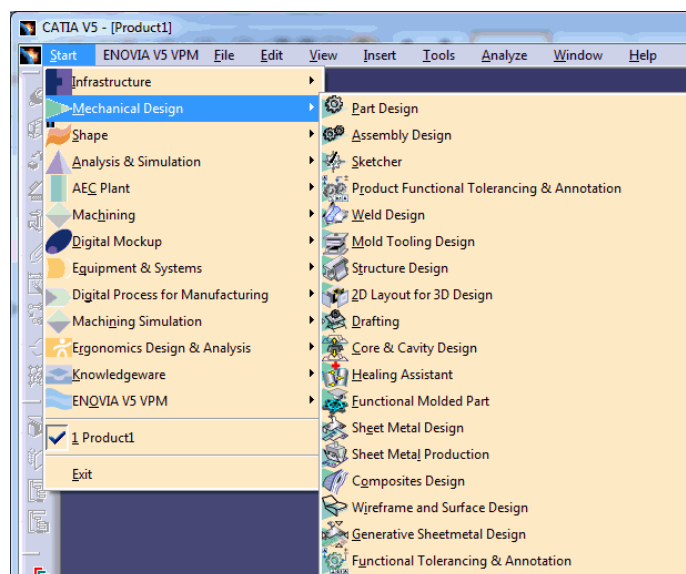 CATIA V5 - [Product1]
Start ENOVIA V5 VPM File Edit View Insert Tools Analyze Window Help
Infrastructure
Mechanical Design
Shape
Analysis & Simulation
AEC Plant
Machining
Digital Mockup
Equipment & Systems
Digital Process for Manufacturing
Machining Simulation
Ergonomics Design & Analysis
Knowledgeware
ENOVIA V5 VPM
1 Product1
Exit
Part Design
Assembly Design
Sketcher
Product Functional Tolerancing & Annotation
Weld Design
Mold Tooling Design
Structure Design
2D Layout for 3D Design
Drafting
Core & Cavity Design
Healing Assistant
Functional Molded Part
Sheet Metal Design
Sheet Metal Production
Composites Design
Wireframe and Surface Design
Generative Sheetmetal Design
Functional Tolerancing & Annotation